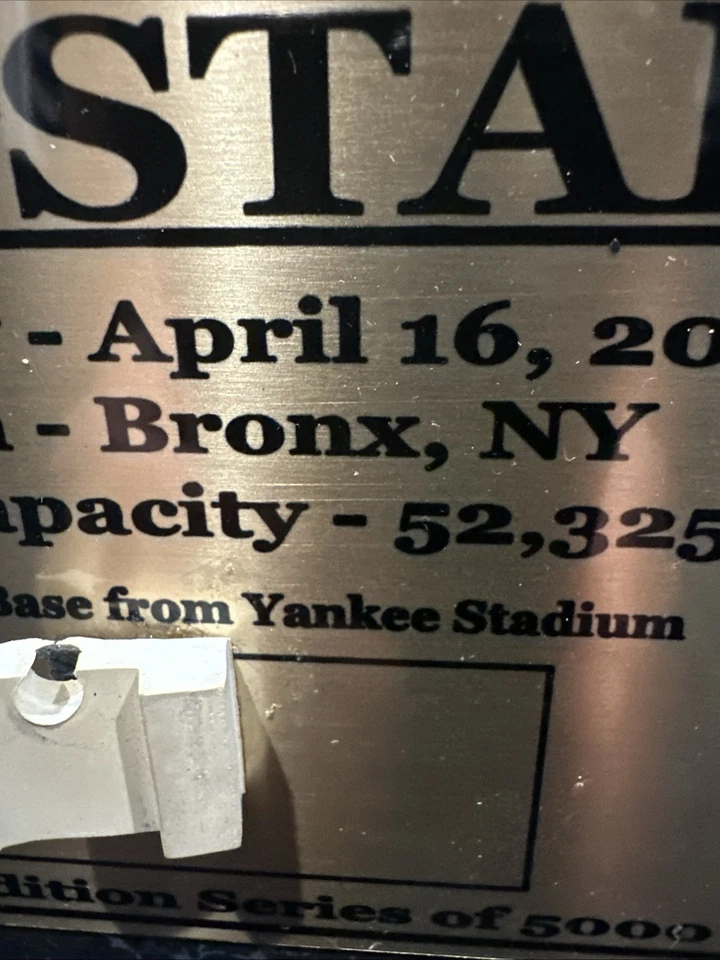 STA
- April 16, 20
- Bronx, NY
apacity - 52,325
Base from Yankee Stadium
dition Series of 5000